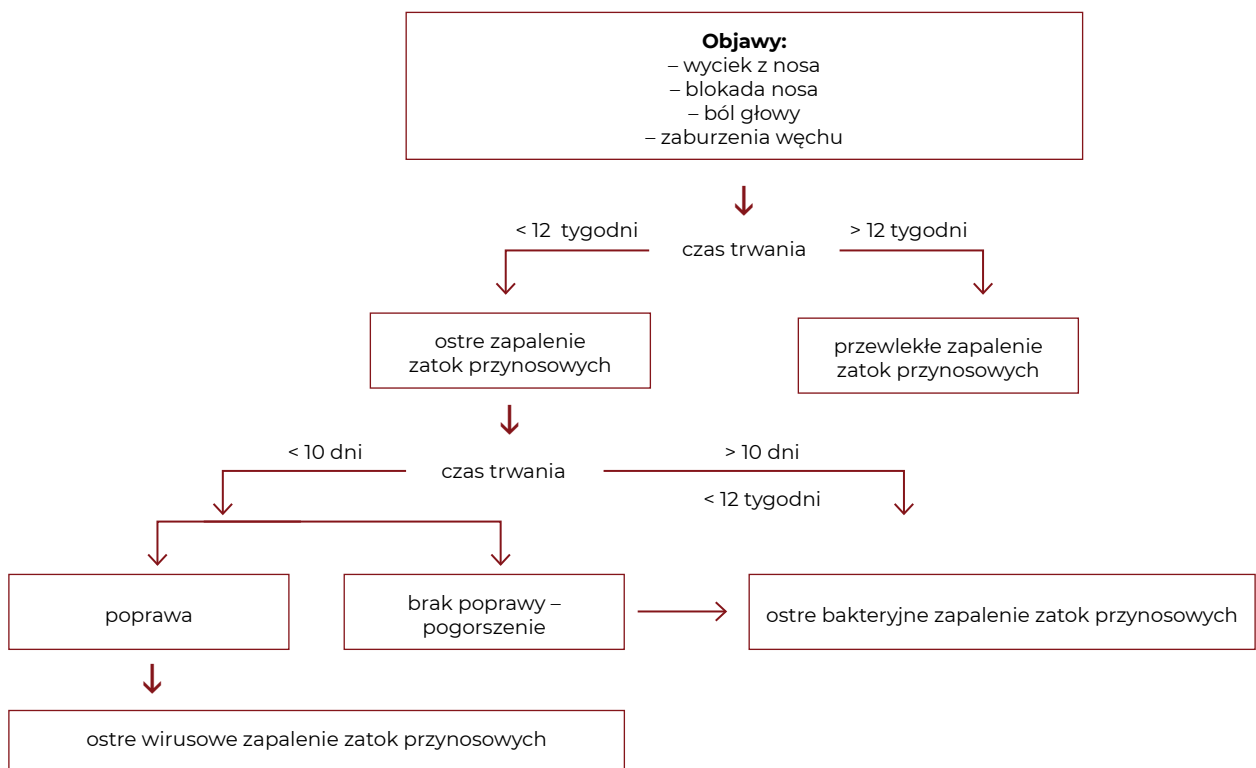 Objawy:
– wyciek z nosa
– blokada nosa
– ból głowy
– zaburzenia węchu
< 12 tygodni
czas trwania
> 12 tygodni
ostre zapalenie
zatok przynosowych
przewlekłe zapalenie
zatok przynosowych
< 10 dni
czas trwania
> 10 dni
< 12 tygodni
poprawa
brak poprawy –
pogorszenie
ostre bakteryjne zapalenie zatok przynosowych
ostre wirusowe zapalenie zatok przynosowych